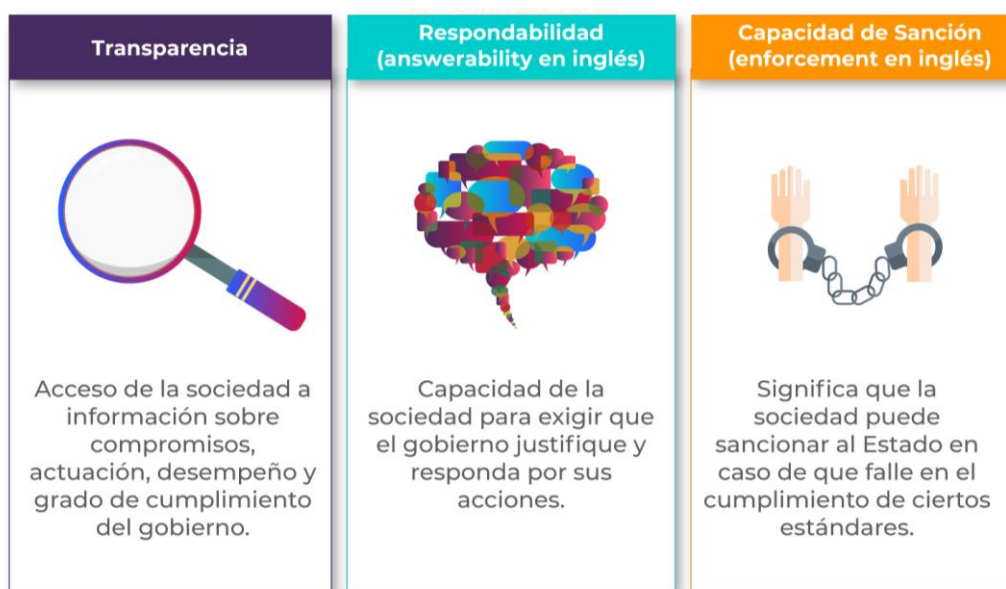 Transparencia
Acceso de la sociedad a
información sobre
compromisos,
actuación, desempeño y
grado de cumplimiento
del gobierno.
Respondabilidad
(answerability en inglés)
Capacidad de la
sociedad para exigir que
el gobierno justifique y
responda por sus
acciones.
Capacidad de Sanción
(enforcement en inglés)
Significa que la
sociedad puede
sancionar al Estado en
caso de que falle en el
cumplimiento de ciertos
estándares.